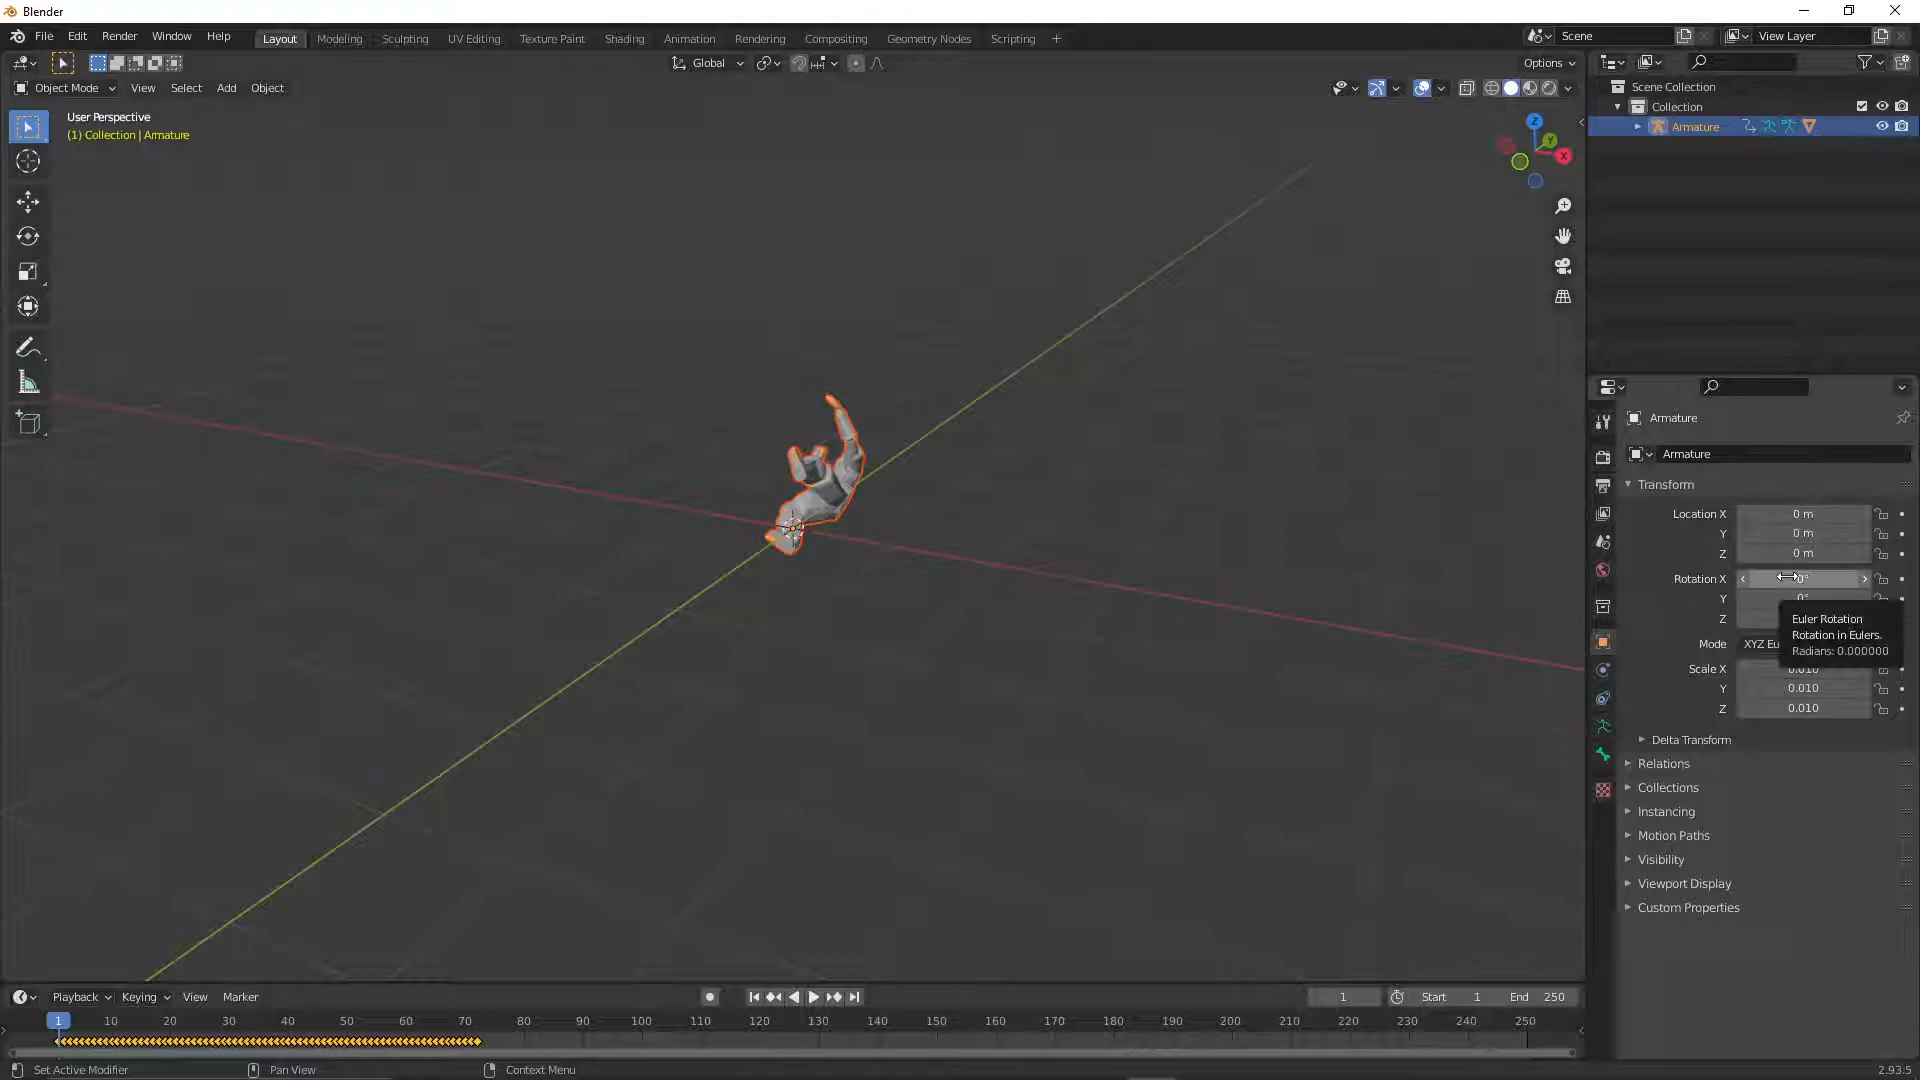 Blender
File Edit Render Window Help
Layout Modeling Sculpting UV Editing Texture Paint Shading Animation Rendering Compositing Geometry Nodes Scripting +
Scene
View Layer
Global
Options
Object Mode View Select Add Object
User Perspective
(1) Collection | Armature
Z
Y
X
Scene Collection
Collection
Armature
Armature
Armature
Transform
Location X 0 m
Y 0 m
Z 0 m
Rotation X 0°
Y 0°
Z
Euler Rotation
Rotation in Eulers.
Radians: 0.000000
Mode XYZ Eu
Scale X 0.010
Y 0.010
Z 0.010
Delta Transform
Relations
Collections
Instancing
Motion Paths
Visibility
Viewport Display
Custom Properties
Playback Keying View Marker
1 Start 1 End 250
1 10 20 30 40 50 60 70 80 90 100 110 120 130 140 150 160 170 180 190 200 210 220 230 240 250
Set Active Modifier Pan View Context Menu 2.93.5